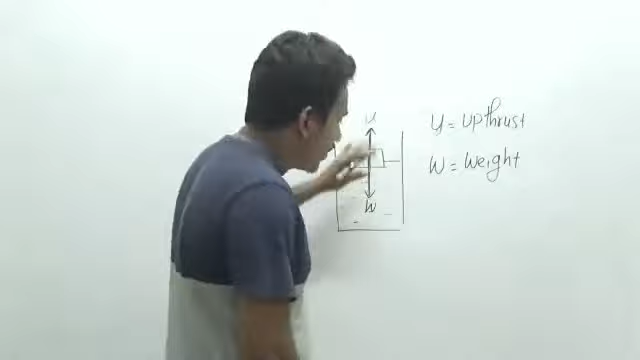 U
U = upthrust
W = weight
W